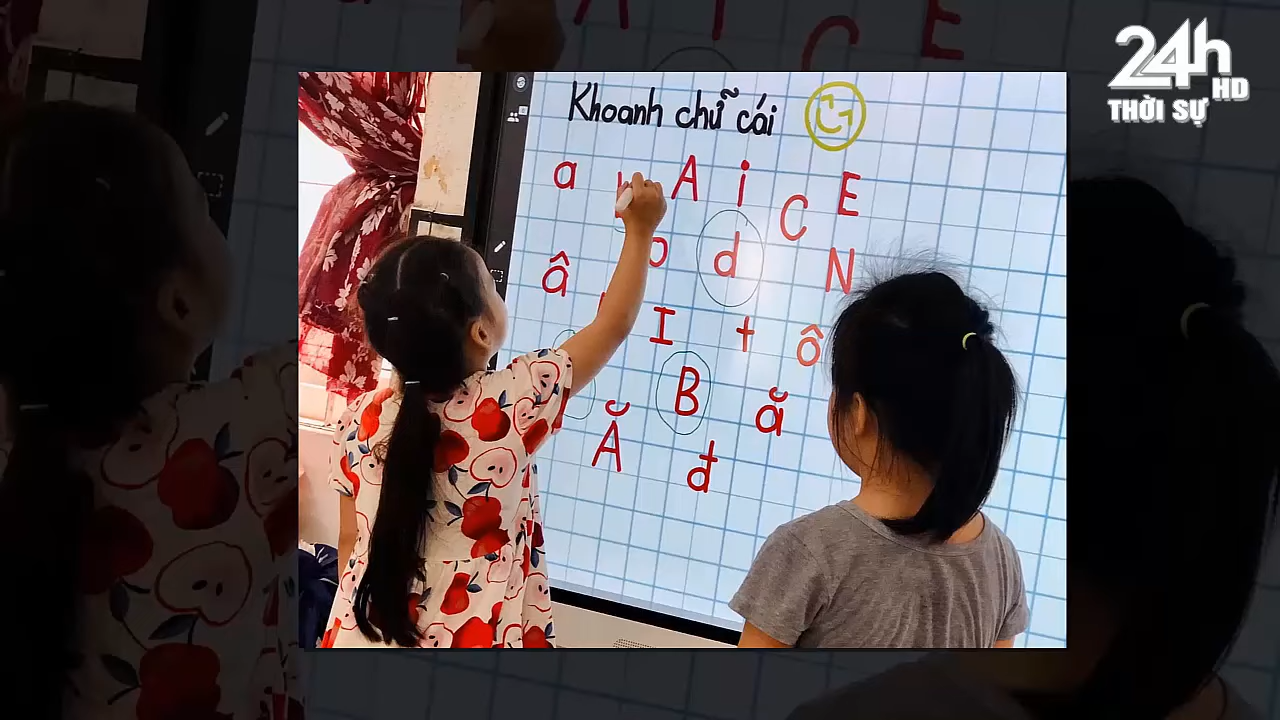 24h
HD
THỜI SỰ
Khoanh chữ cái
a A i C E
â d N
I t ô
B ă
Ă đ